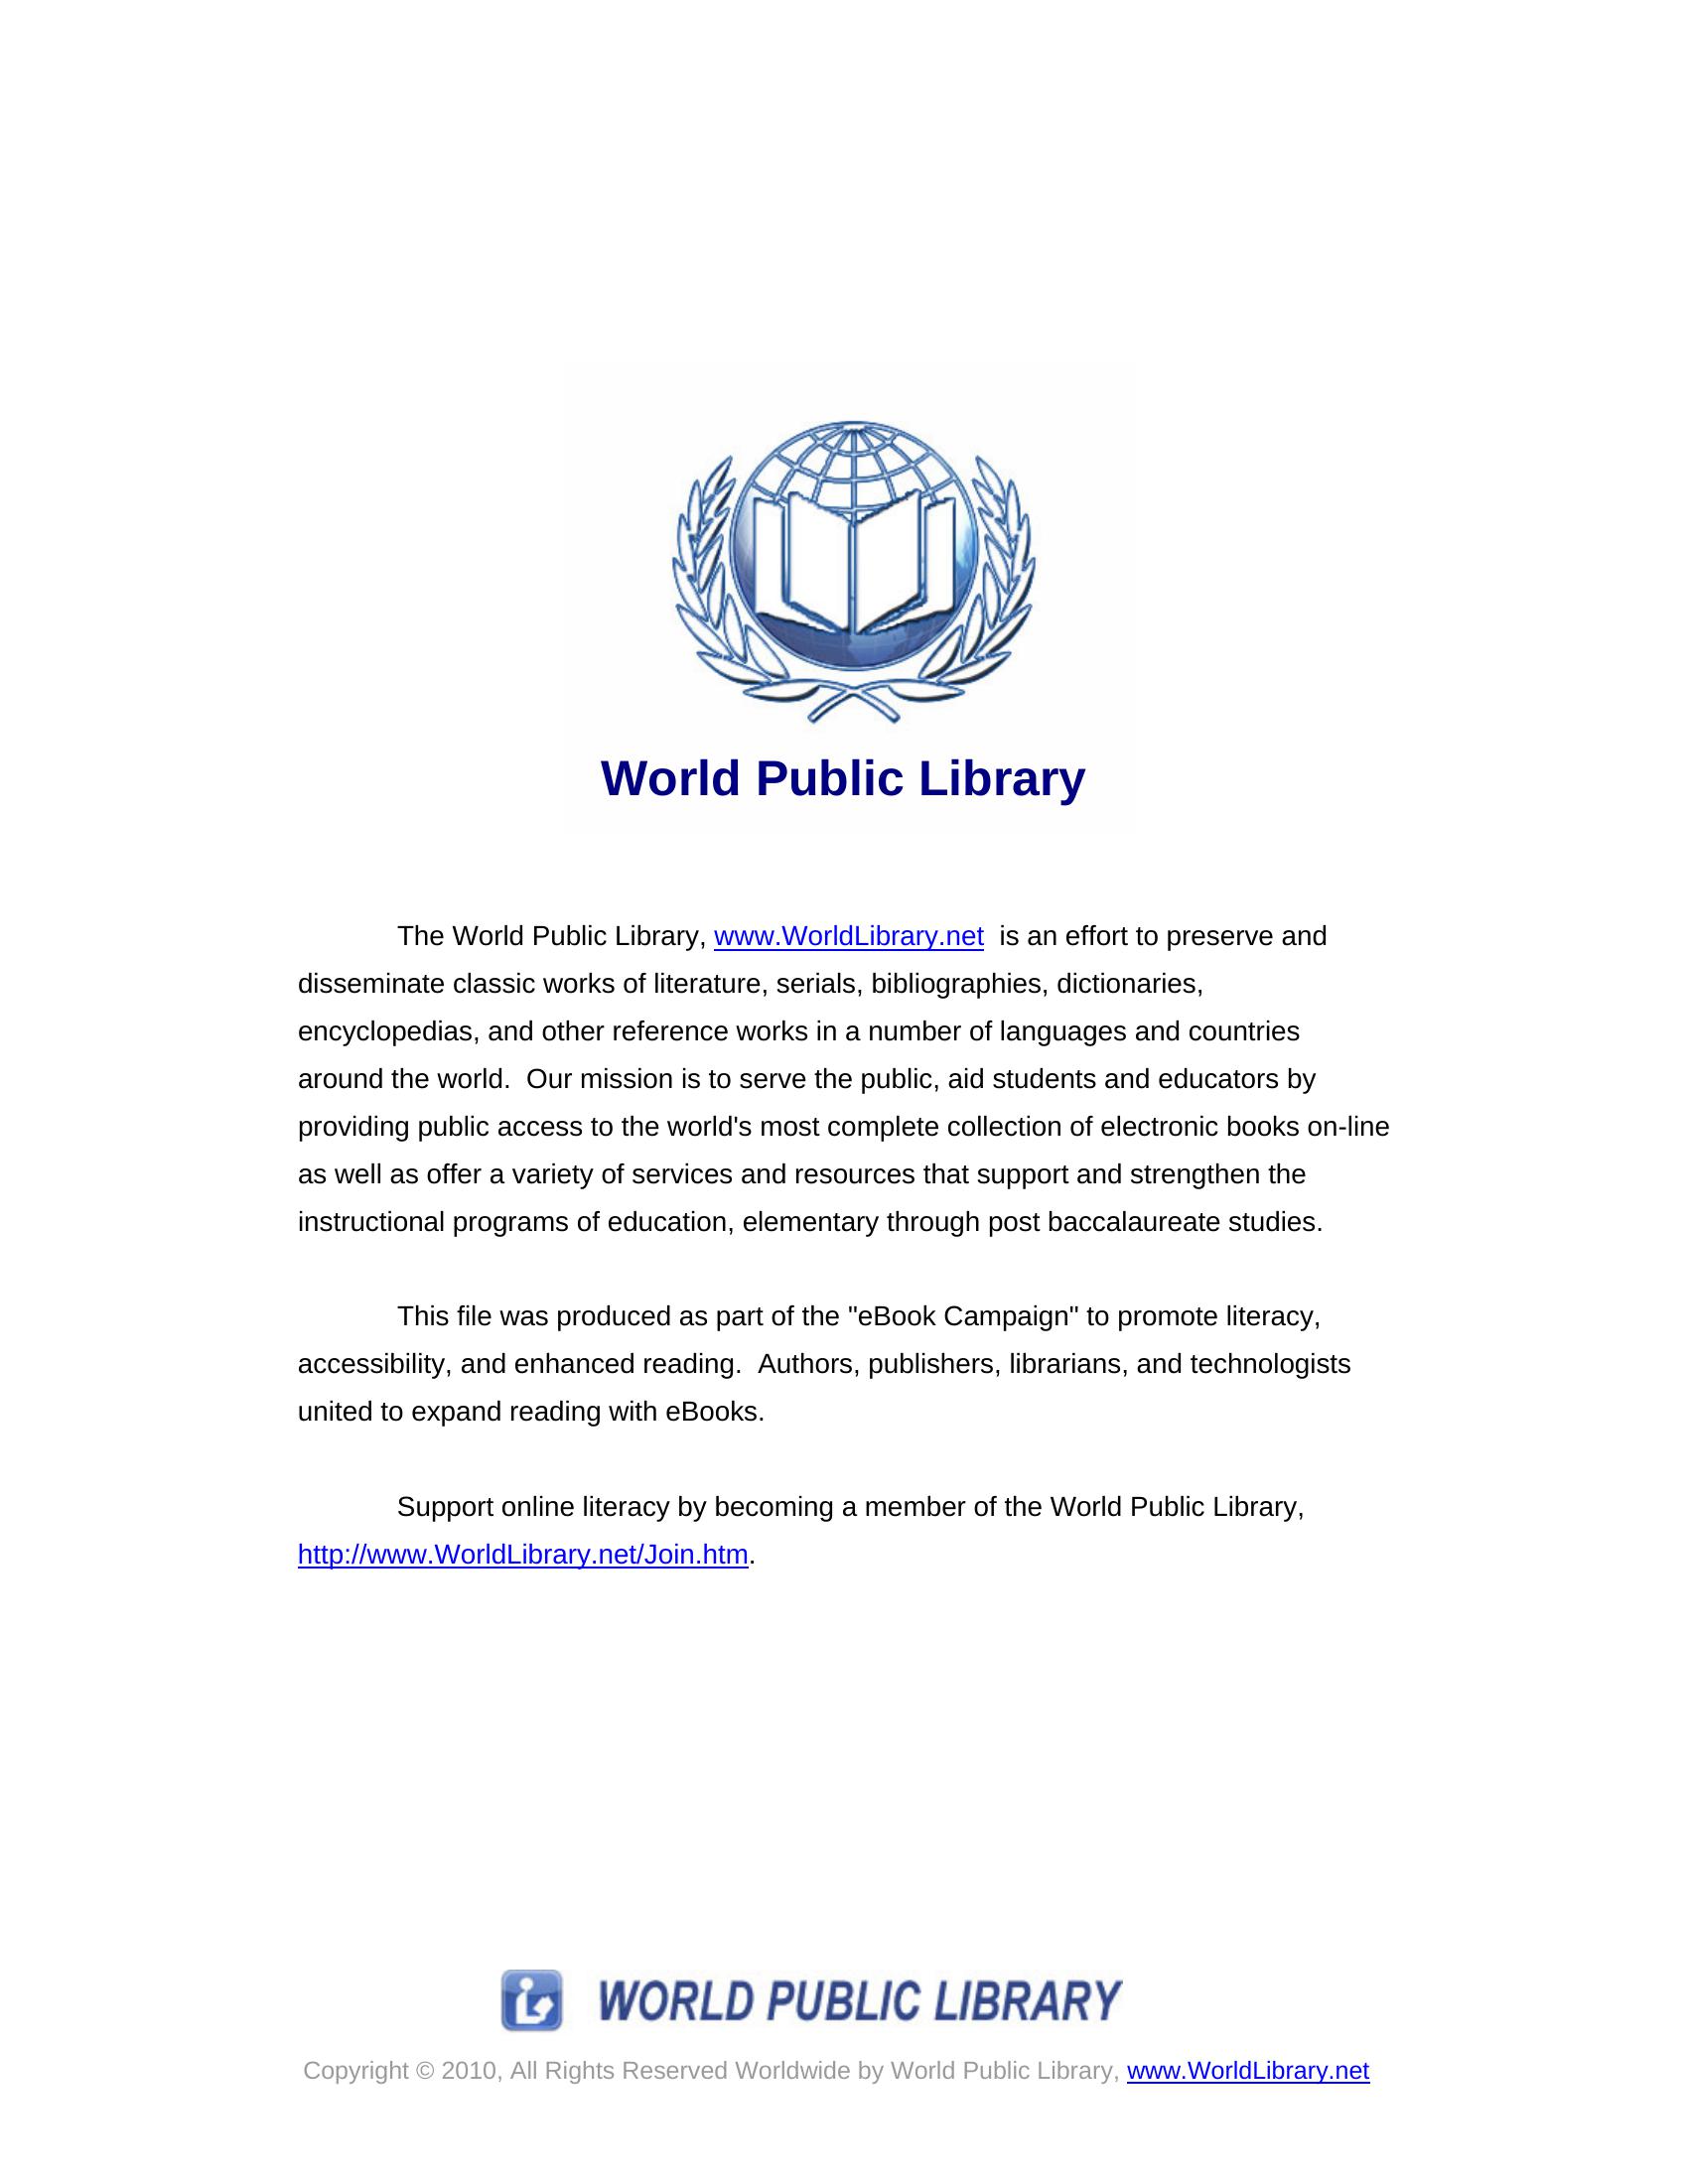 World Public Library
The World Public Library, www.WorldLibrary.net  is an effort to preserve and
disseminate classic works of literature, serials, bibliographies, dictionaries,
encyclopedias, and other reference works in a number of languages and countries
around the world.  Our mission is to serve the public, aid students and educators by
providing public access to the world's most complete collection of electronic books on-line
as well as offer a variety of services and resources that support and strengthen the
instructional programs of education, elementary through post baccalaureate studies.
This file was produced as part of the "eBook Campaign" to promote literacy,
accessibility, and enhanced reading.  Authors, publishers, librarians, and technologists
united to expand reading with eBooks.
Support online literacy by becoming a member of the World Public Library,
http://www.WorldLibrary.net/Join.htm.
WORLD PUBLIC LIBRARY
Copyright © 2010, All Rights Reserved Worldwide by World Public Library, www.WorldLibrary.net